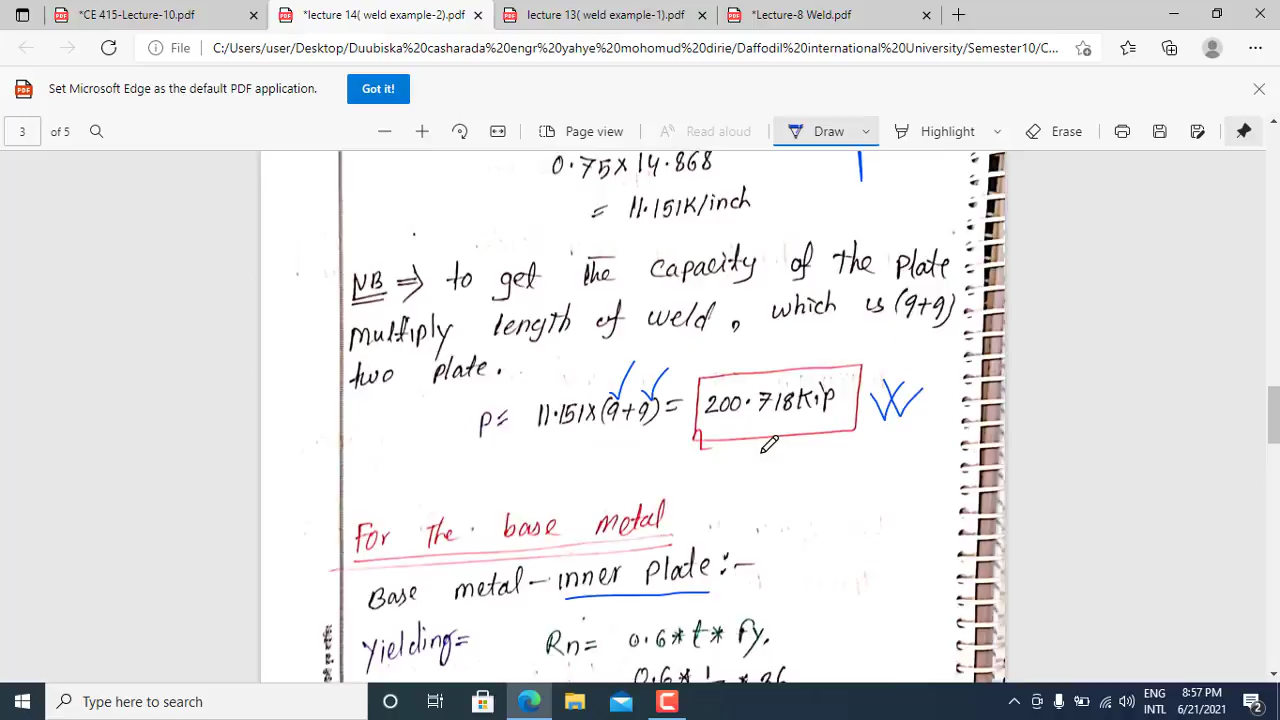 *CE 415-Lecture-10.pdf
*lecture 14( weld example-2).pdf
lecture 13( weld example-1).pdf
*Lecture-8 Weld.pdf
File
C:/Users/user/Desktop/Duubiska%20casharada%20engr%20yahye%20mohomud%20dirie/Daffodil%20international%20University/Semester10/C...
Set Microsoft Edge as the default PDF application.
Got it!
3 of 5
Page view
Read aloud
Draw
Highlight
Erase
0.75x14.868
= 11.151K/inch
NB ⇒ to get the capacity of the plate
multiply length of weld, which is (9+9)
two plate.
p= 11.151x(9+9)= 200.718Kip
For the base metal
Base metal - inner plate:-
Yielding= Rn= 0.6*t*Fy.
Type here to search
ENG
INTL
8:57 PM
6/21/2021
2